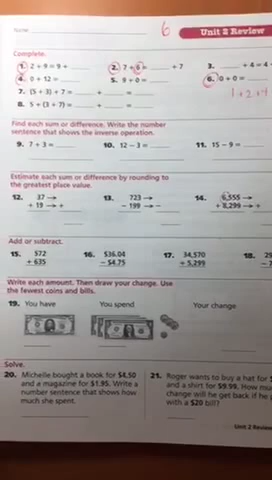 Name
6
Unit 2 Review
Complete.
1. 2 + 9 = 9 +
2. 7 + 0 = + 7
3. + 4 = 4
4. 0 + 12 =
5. 9 + 0 =
6. 0 + 0 =
1 + 2 +
7. (5 + 3) + 7 = + =
8. 5 + (3 + 7) = + =
Find each sum or difference. Write the number
sentence that shows the inverse operation.
9. 7 + 3 =
10. 12 − 3 =
11. 15 − 9 =
Estimate each sum or difference by rounding to
the greatest place value.
12. 37 →
+ 19 → +
13. 723 →
− 199 → −
14. 6,555 →
+ 8,299 → +
Add or subtract.
15. 572
+ 635
16. $36.04
− $4.75
17. 34,570
+ 5,299
18. 29
Write each amount. Then draw your change. Use
the fewest coins and bills.
19. You have
You spend
Your change
Solve.
20. Michelle bought a book for $4.50
and a magazine for $1.95. Write a
number sentence that shows how
much she spent.
21. Roger wants to buy a hat for $
and a shirt for $9.99. How
change will he get back if he
with a $20 bill?
Unit 2 Review